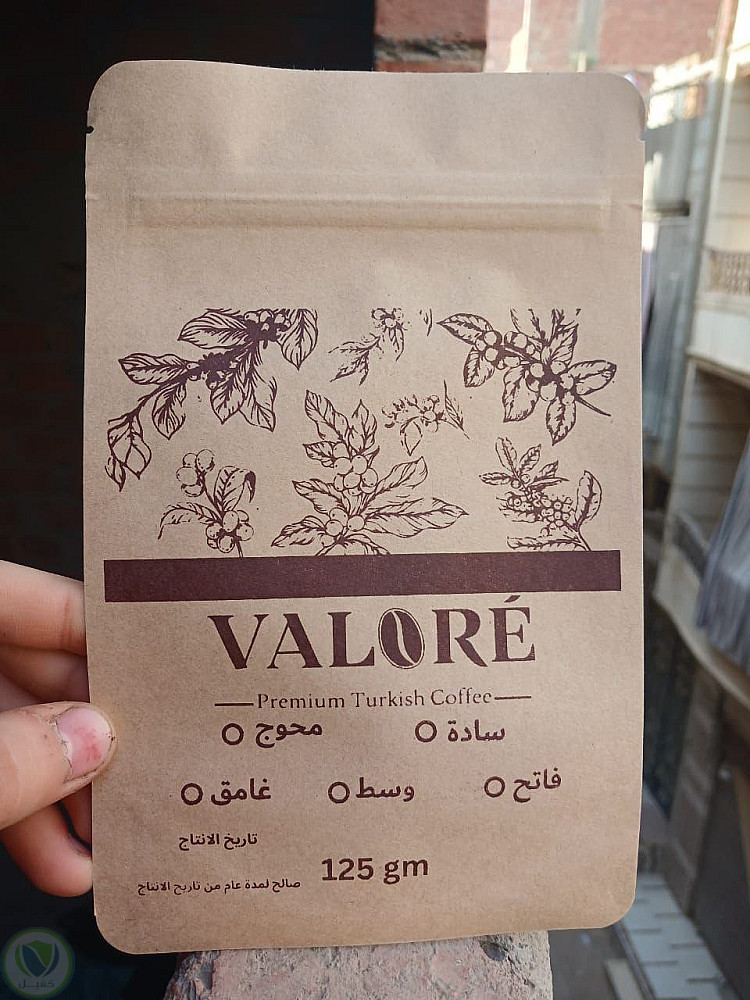 VALORÉ
Premium Turkish Coffee
سادة محوج
فاتح وسط غامق
تاريخ الانتاج
125 gm
صالح لمدة عام من تاريخ الانتاج
كفيل